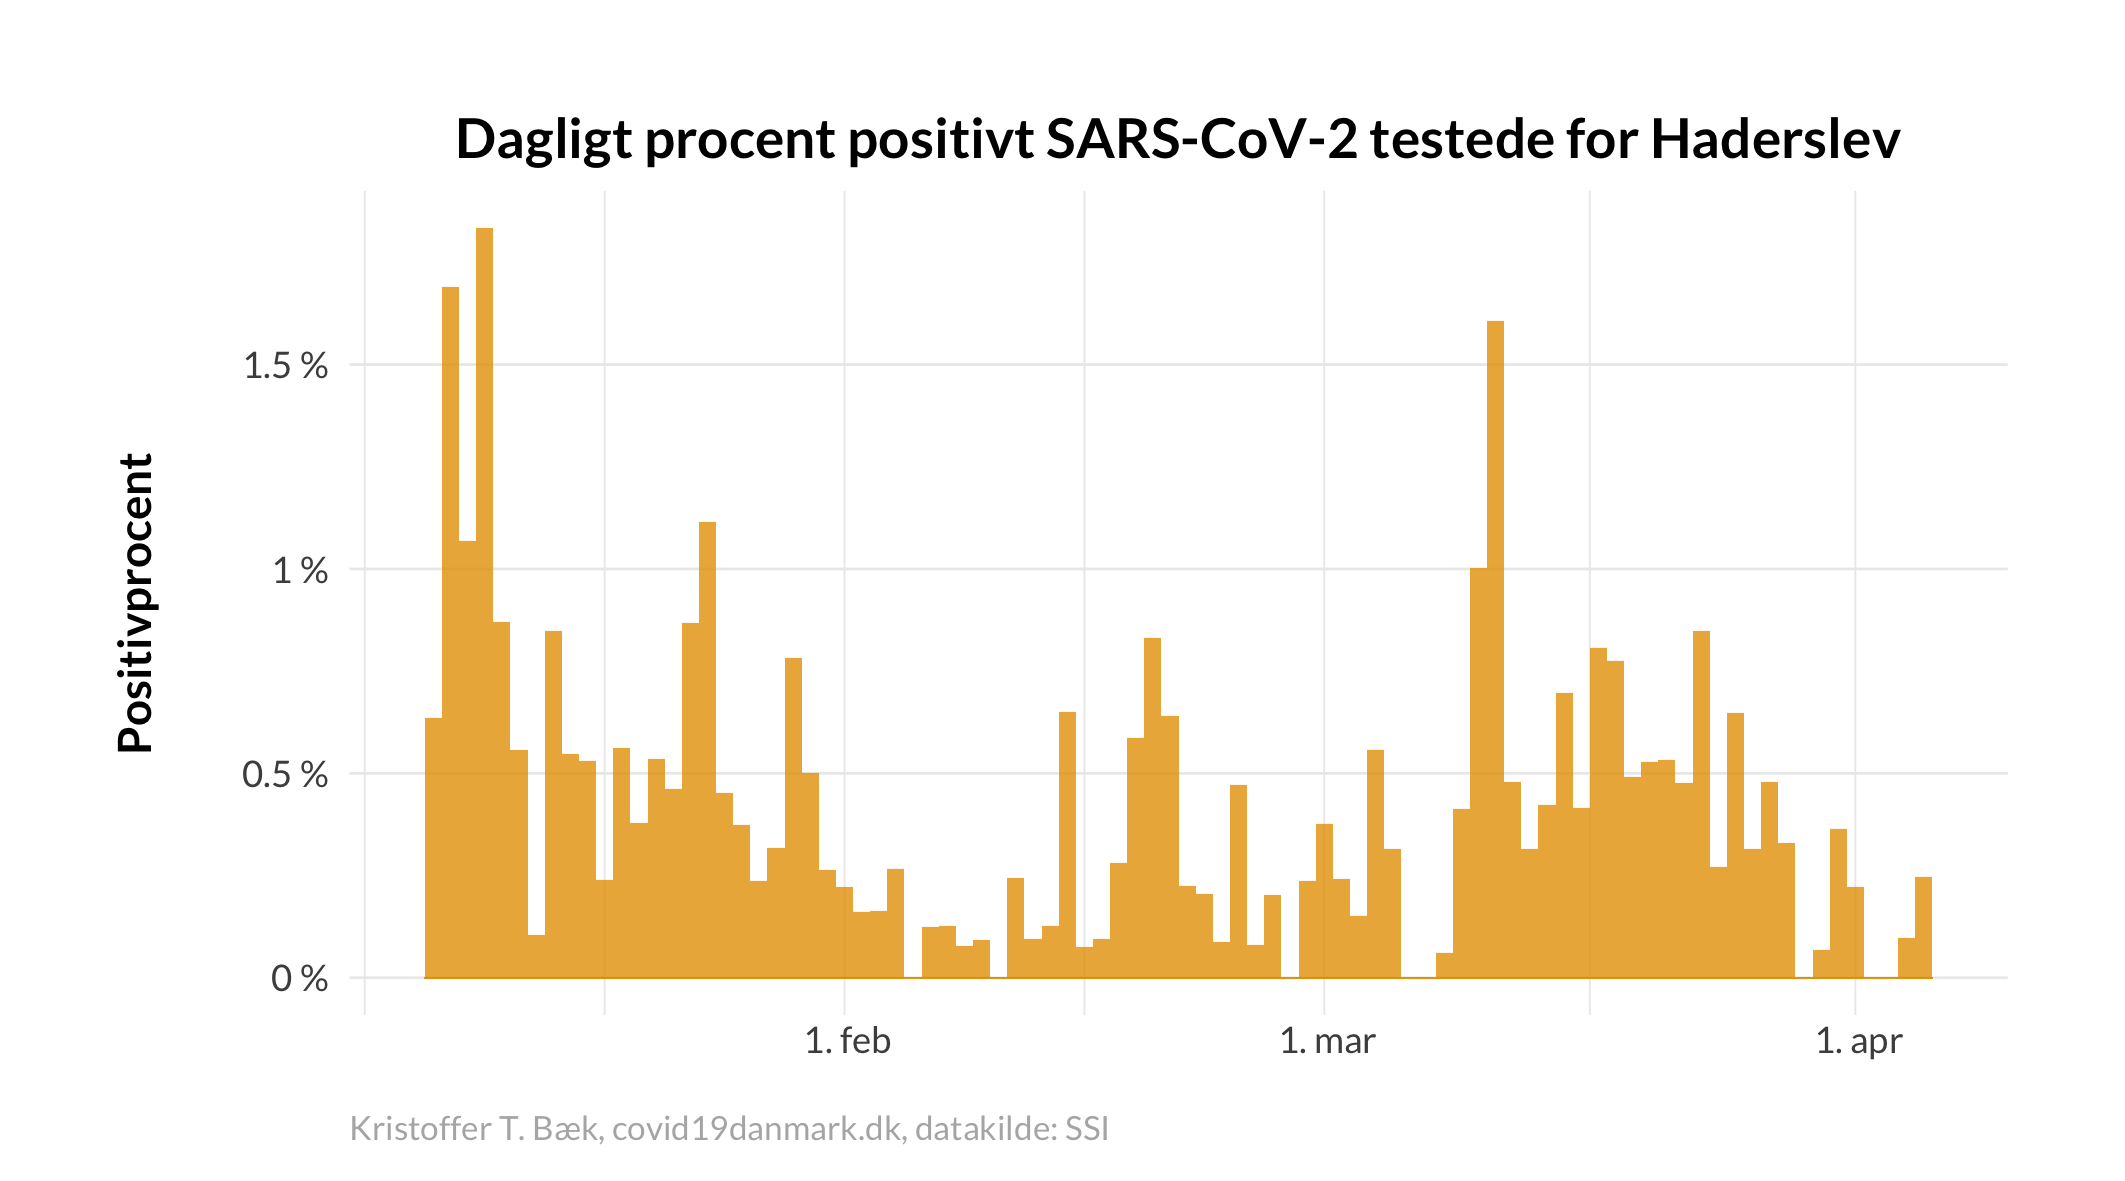 Dagligt procent positivt SARS-CoV-2 testede for Haderslev
Positivprocent
1.5 %
1 %
0.5 %
0 %
1. feb
1. mar
1. apr
Kristoffer T. Bæk, covid19danmark.dk, datakilde: SSI